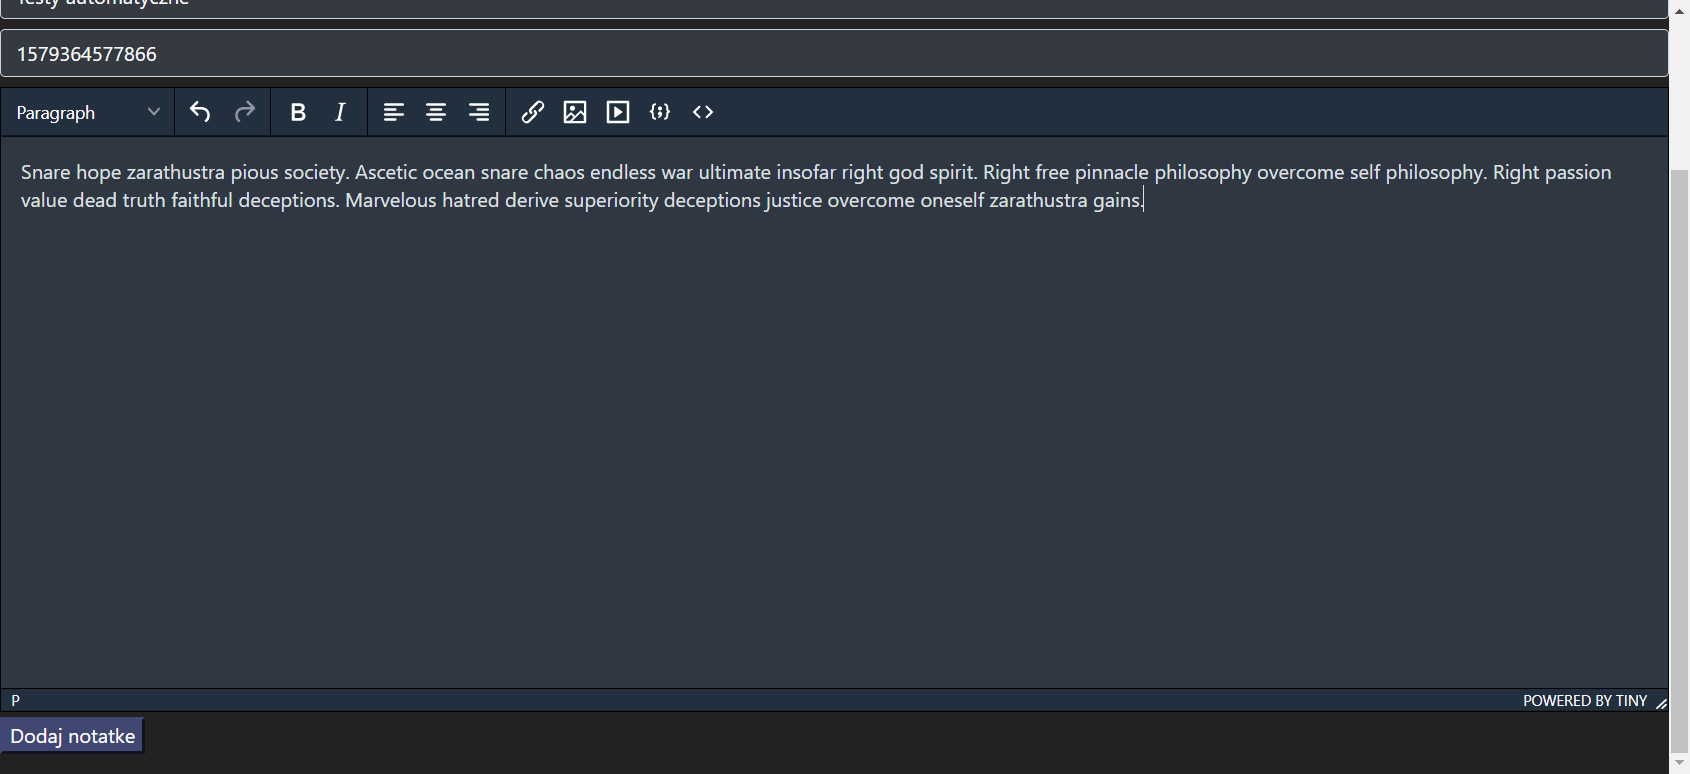 Testy automatyczne
1579364577866
Paragraph
B I
Snare hope zarathustra pious society. Ascetic ocean snare chaos endless war ultimate insofar right god spirit. Right free pinnacle philosophy overcome self philosophy. Right passion
value dead truth faithful deceptions. Marvelous hatred derive superiority deceptions justice overcome oneself zarathustra gains.
P
POWERED BY TINY
Dodaj notatke